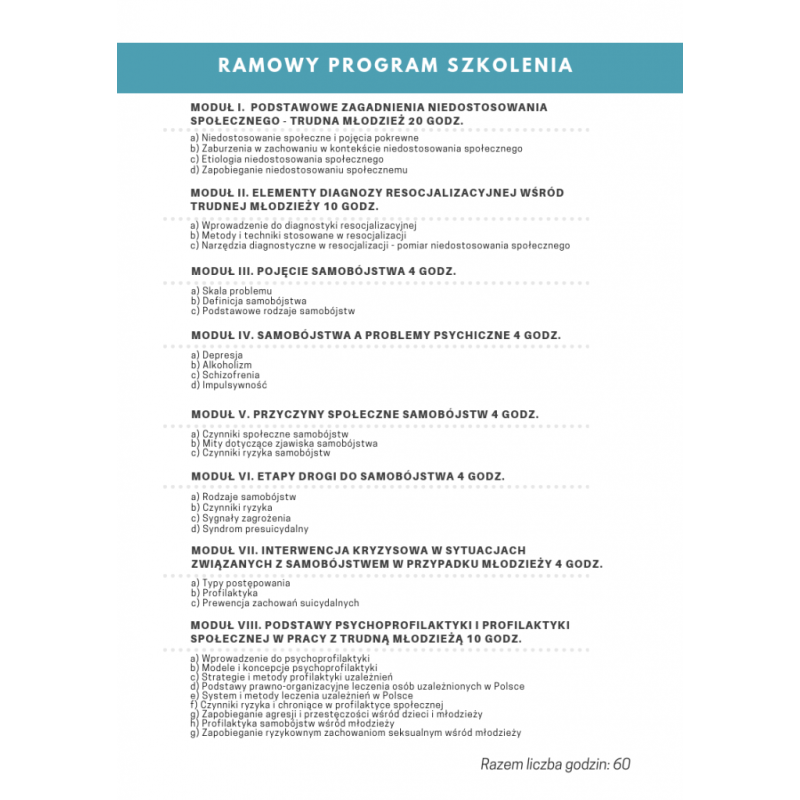 RAMOWY PROGRAM SZKOLENIA
MODUŁ I. PODSTAWOWE ZAGADNIENIA NIEDOSTOSOWANIA
SPOŁECZNEGO - TRUDNA MŁODZIEŻ 20 GODZ.
a) Niedostosowanie społeczne i pojęcia pokrewne
b) Zaburzenia w zachowaniu w kontekście niedostosowania społecznego
c) Etiologia niedostosowania społecznego
d) Zapobieganie niedostosowaniu społecznemu
MODUŁ II. ELEMENTY DIAGNOZY RESOCJALIZACYJNEJ WŚRÓD
TRUDNEJ MŁODZIEŻY 10 GODZ.
a) Wprowadzenie do diagnostyki resocjalizacyjnej
b) Metody i techniki stosowane w resocjalizacji
c) Narzędzia diagnostyczne w resocjalizacji - pomiar niedostosowania społecznego
MODUŁ III. POJĘCIE SAMOBÓJSTWA 4 GODZ.
a) Skala problemu
b) Definicja samobójstwa
c) Podstawowe rodzaje samobójstw
MODUŁ IV. SAMOBÓJSTWA A PROBLEMY PSYCHICZNE 4 GODZ.
a) Depresja
b) Alkoholizm
c) Schizofrenia
d) Impulsywność
MODUŁ V. PRZYCZYNY SPOŁECZNE SAMOBÓJSTW 4 GODZ.
a) Czynniki społeczne samobójstw
b) Mity dotyczące zjawiska samobójstwa
c) Czynniki ryzyka samobójstw
MODUŁ VI. ETAPY DROGI DO SAMOBÓJSTWA 4 GODZ.
a) Rodzaje samobójstw
b) Czynniki ryzyka
c) Sygnały zagrożenia
d) Syndrom presuicydalny
MODUŁ VII. INTERWENCJA KRYZYSOWA W SYTUACJACH
ZWIĄZANYCH Z SAMOBÓJSTWEM W PRZYPADKU MŁODZIEŻY 4 GODZ.
a) Typy postępowania
b) Profilaktyka
c) Prewencja zachowań suicydalnych
MODUŁ VIII. PODSTAWY PSYCHOPROFILAKTYKI I PROFILAKTYKI
SPOŁECZNEJ W PRACY Z TRUDNĄ MŁODZIEŻĄ 10 GODZ.
a) Wprowadzenie do psychoprofilaktyki
b) Modele i koncepcje psychoprofilaktyki
c) Strategie i metody profilaktyki uzależnień
d) Podstawy prawno-organizacyjne leczenia osób uzależnionych w Polsce
e) System i metody leczenia uzależnień w Polsce
f) Czynniki ryzyka i chroniące w profilaktyce społecznej
g) Zapobieganie agresji i przestęczości wśród dzieci i młodzieży
h) Profilaktyka samobójstw wśród młodzieży
g) Zapobieganie ryzykownym zachowaniom seksualnym wśród młodzieży
Razem liczba godzin: 60